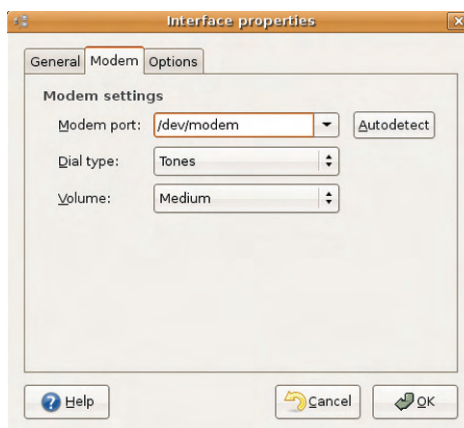 Interface properties
General Modem Options
Modem settings
Modem port: /dev/modem Autodetect
Dial type: Tones
Volume: Medium
Help Cancel OK